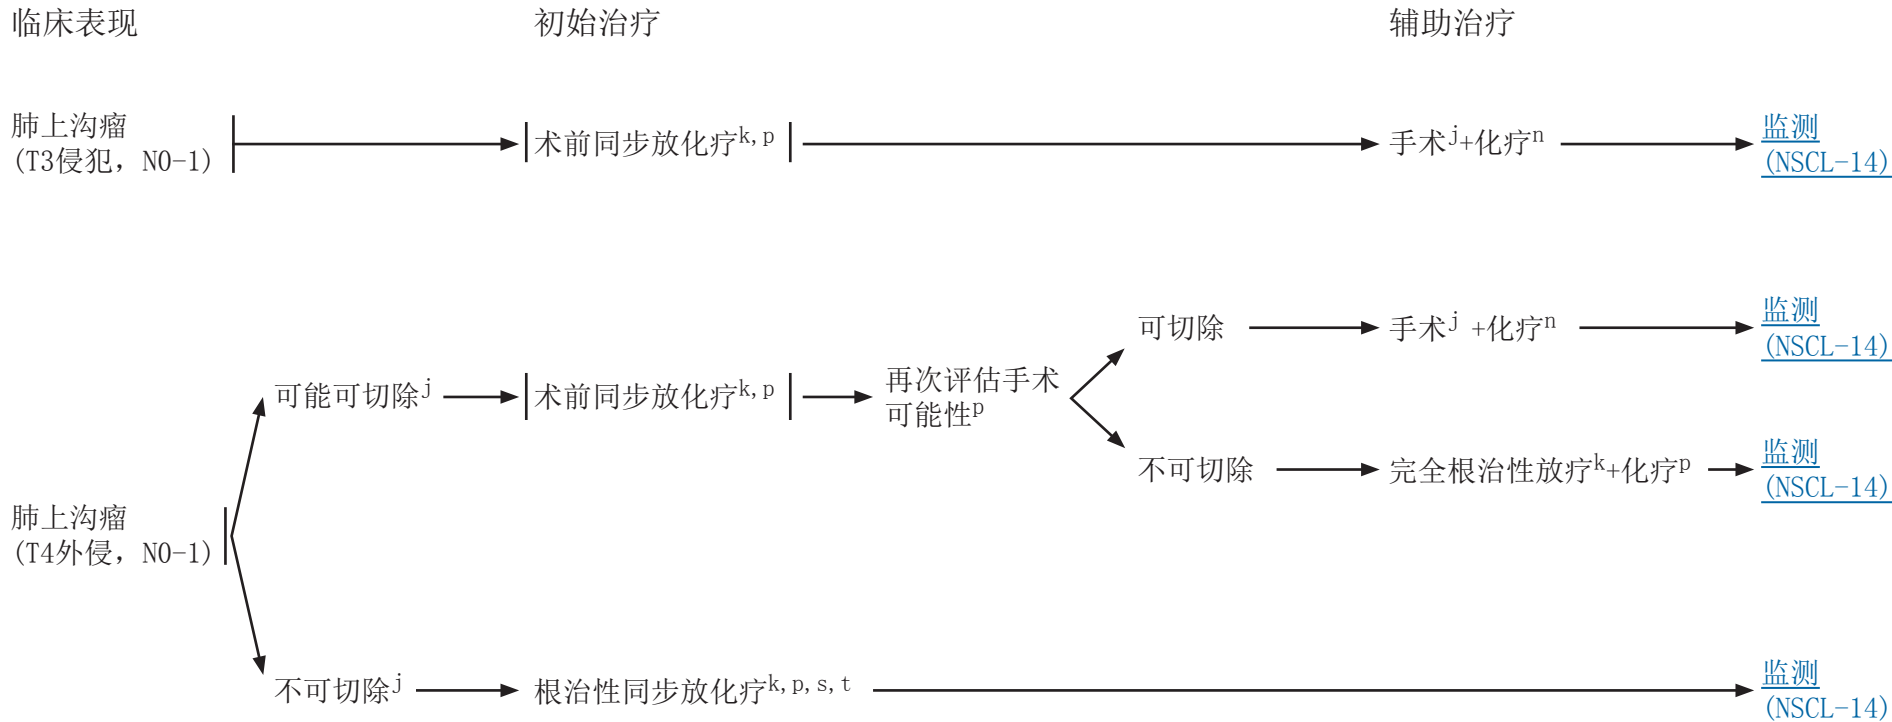 临床表现
初始治疗
辅助治疗
肺上沟瘤
(T3侵犯，N0-1)
术前同步放化疗k,p
手术j+化疗n
监测
(NSCL-14)
肺上沟瘤
(T4外侵，N0-1)
可能可切除j
术前同步放化疗k,p
再次评估手术
可能性p
可切除
手术j +化疗n
监测
(NSCL-14)
不可切除
完全根治性放疗k+化疗p
监测
(NSCL-14)
不可切除j
根治性同步放化疗k,p,s,t
监测
(NSCL-14)